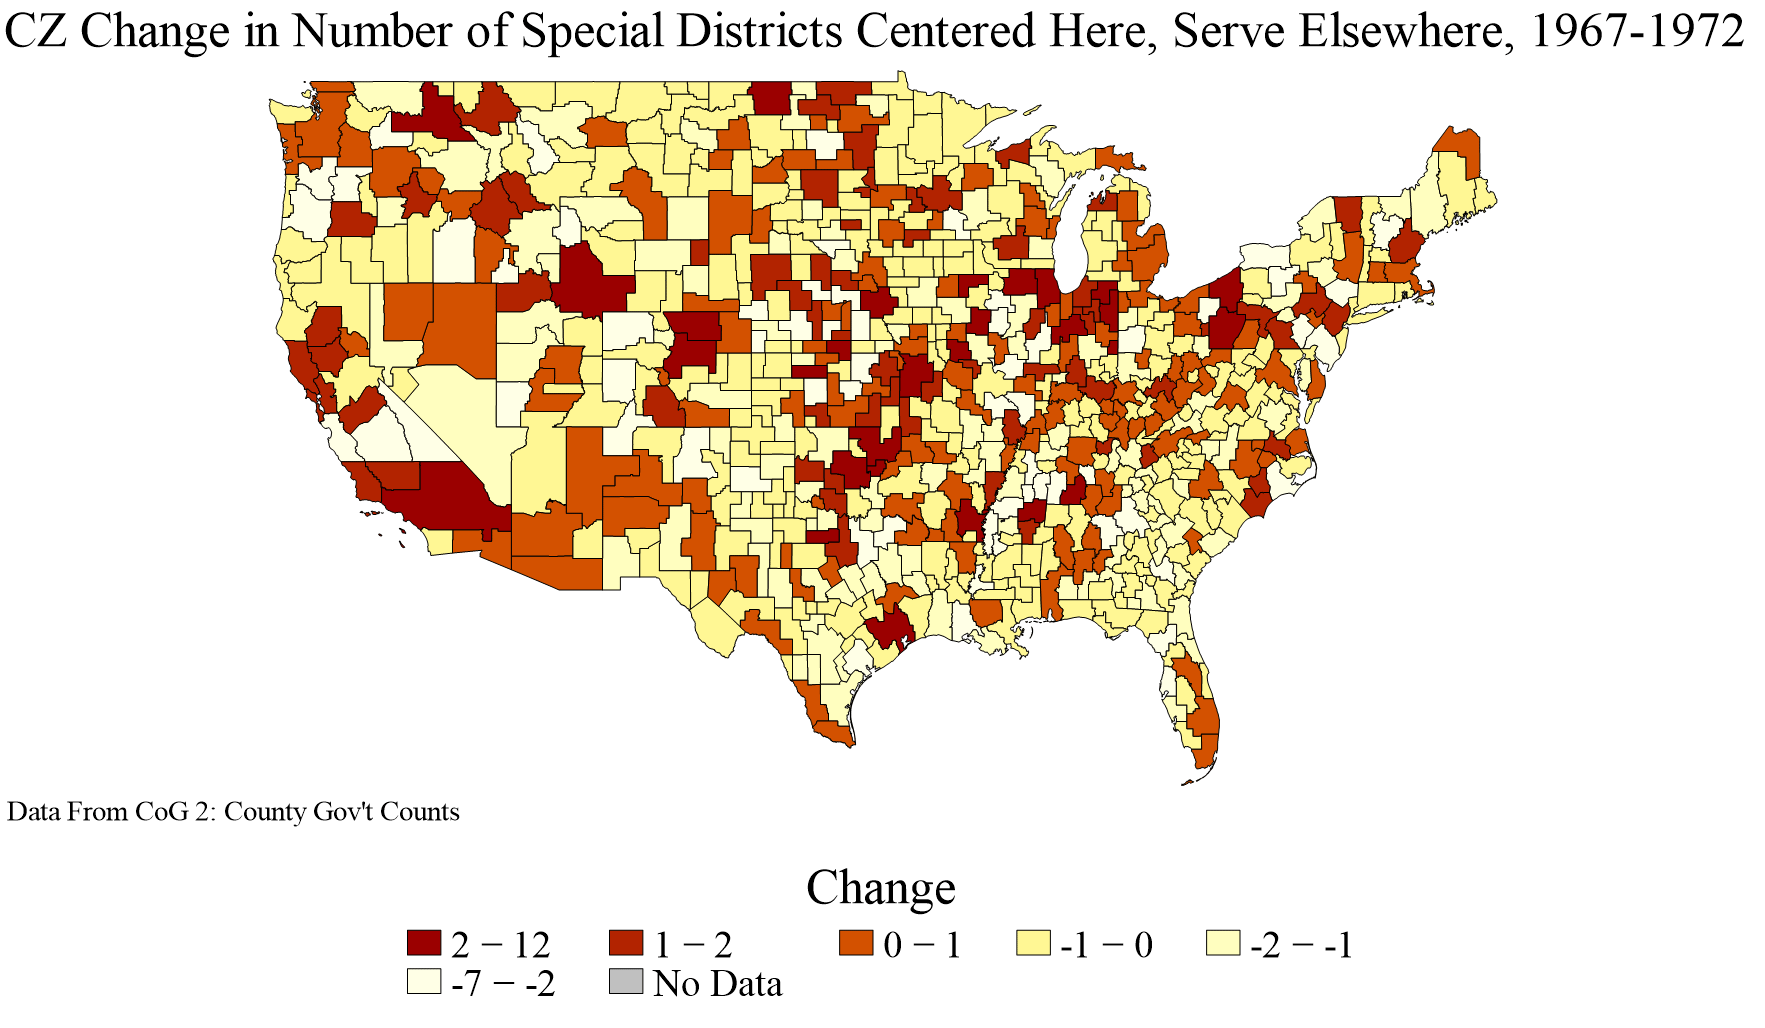 CZ Change in Number of Special Districts Centered Here, Serve Elsewhere, 1967-1972
Data From CoG 2: County Gov't Counts
Change
2 − 12 1 − 2 0 − 1 -1 − 0 -2 − -1
-7 − -2 No Data